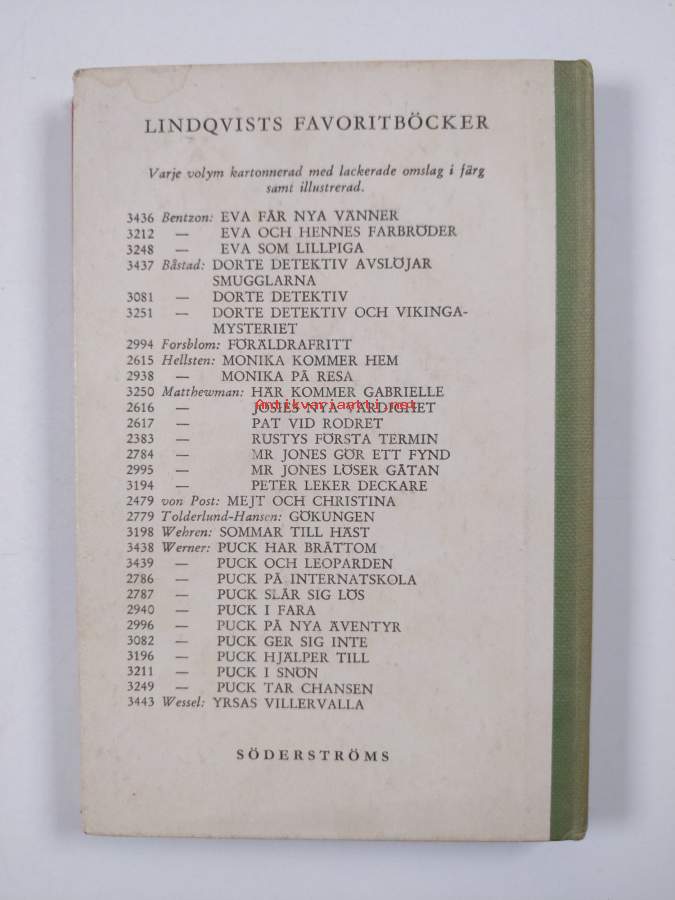 LINDQVISTS FAVORITBÖCKER
Varje volym kartonnerad med lackerade omslag i färg
samt illustrerad.
3436 Bentzon: EVA FÅR NYA VÄNNER
3212 — EVA OCH HENNES FARBRÖDER
3248 — EVA SOM LILLPIGA
3437 Båstad: DORTE DETEKTIV AVSLÖJAR
SMUGGLARNA
3081 — DORTE DETEKTIV
3251 — DORTE DETEKTIV OCH VIKINGA-
MYSTERIET
2994 Forsblom: FÖRÄLDRAFRITT
2615 Hellsten: MONIKA KOMMER HEM
2938 — MONIKA PÅ RESA
3250 Matthewman: HÄR KOMMER GABRIELLE
Antikvariaatti.net
2616 — JOSIES NYA VÄRDIGHET
2617 — PAT VID RODRET
2383 — RUSTYS FÖRSTA TERMIN
2784 — MR JONES GÖR ETT FYND
2995 — MR JONES LÖSER GÅTAN
3194 — PETER LEKER DECKARE
2479 von Post: MEJT OCH CHRISTINA
2779 Tolderlund-Hansen: GÖKUNGEN
3198 Wehren: SOMMAR TILL HÄST
3438 Werner: PUCK HAR BRÅTTOM
3439 — PUCK OCH LEOPARDEN
2786 — PUCK PÅ INTERNATSKOLA
2787 — PUCK SLÅR SIG LÖS
2940 — PUCK I FARA
2996 — PUCK PÅ NYA ÄVENTYR
3082 — PUCK GER SIG INTE
3196 — PUCK HJÄLPER TILL
3211 — PUCK I SNÖN
3249 — PUCK TAR CHANSEN
3443 Wessel: YRSAS VILLERVALLA
SÖDERSTRÖMS